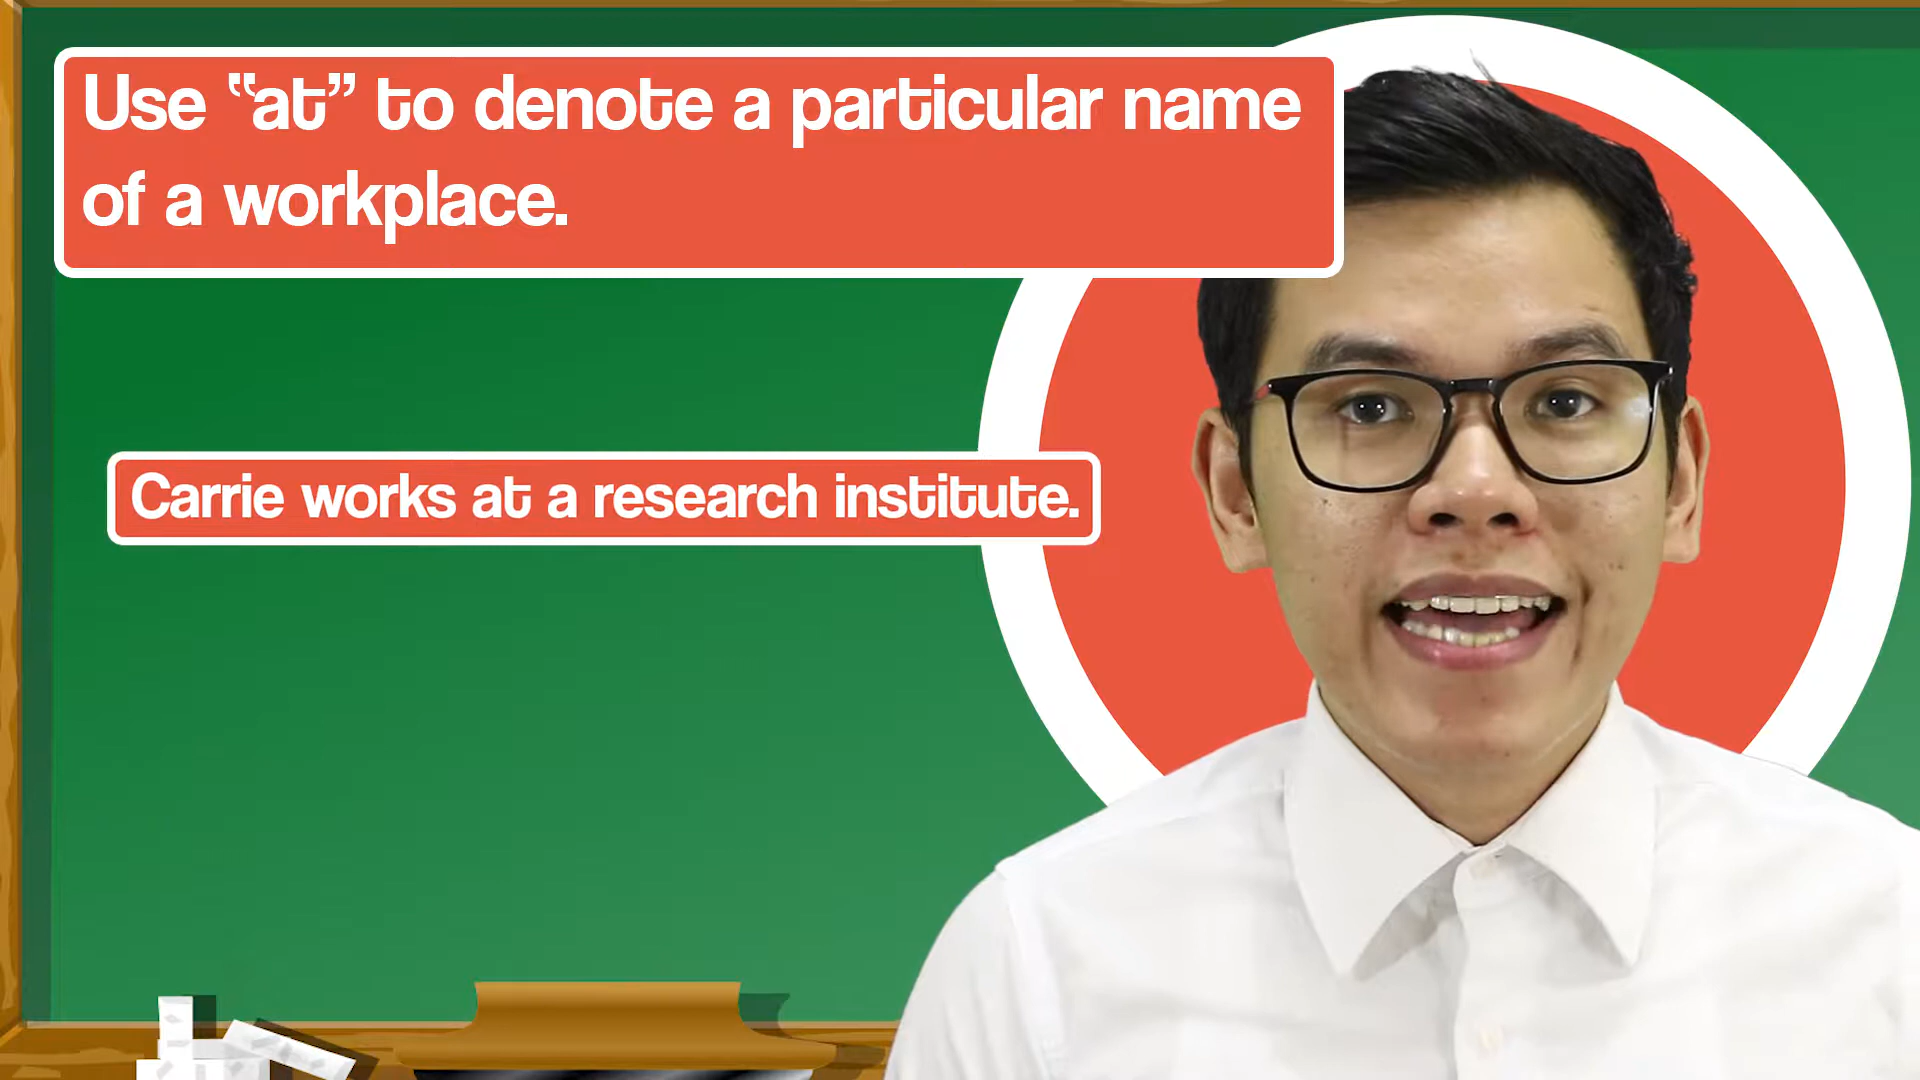 Use “at” to denote a particular name
of a workplace.
Carrie works at a research institute.